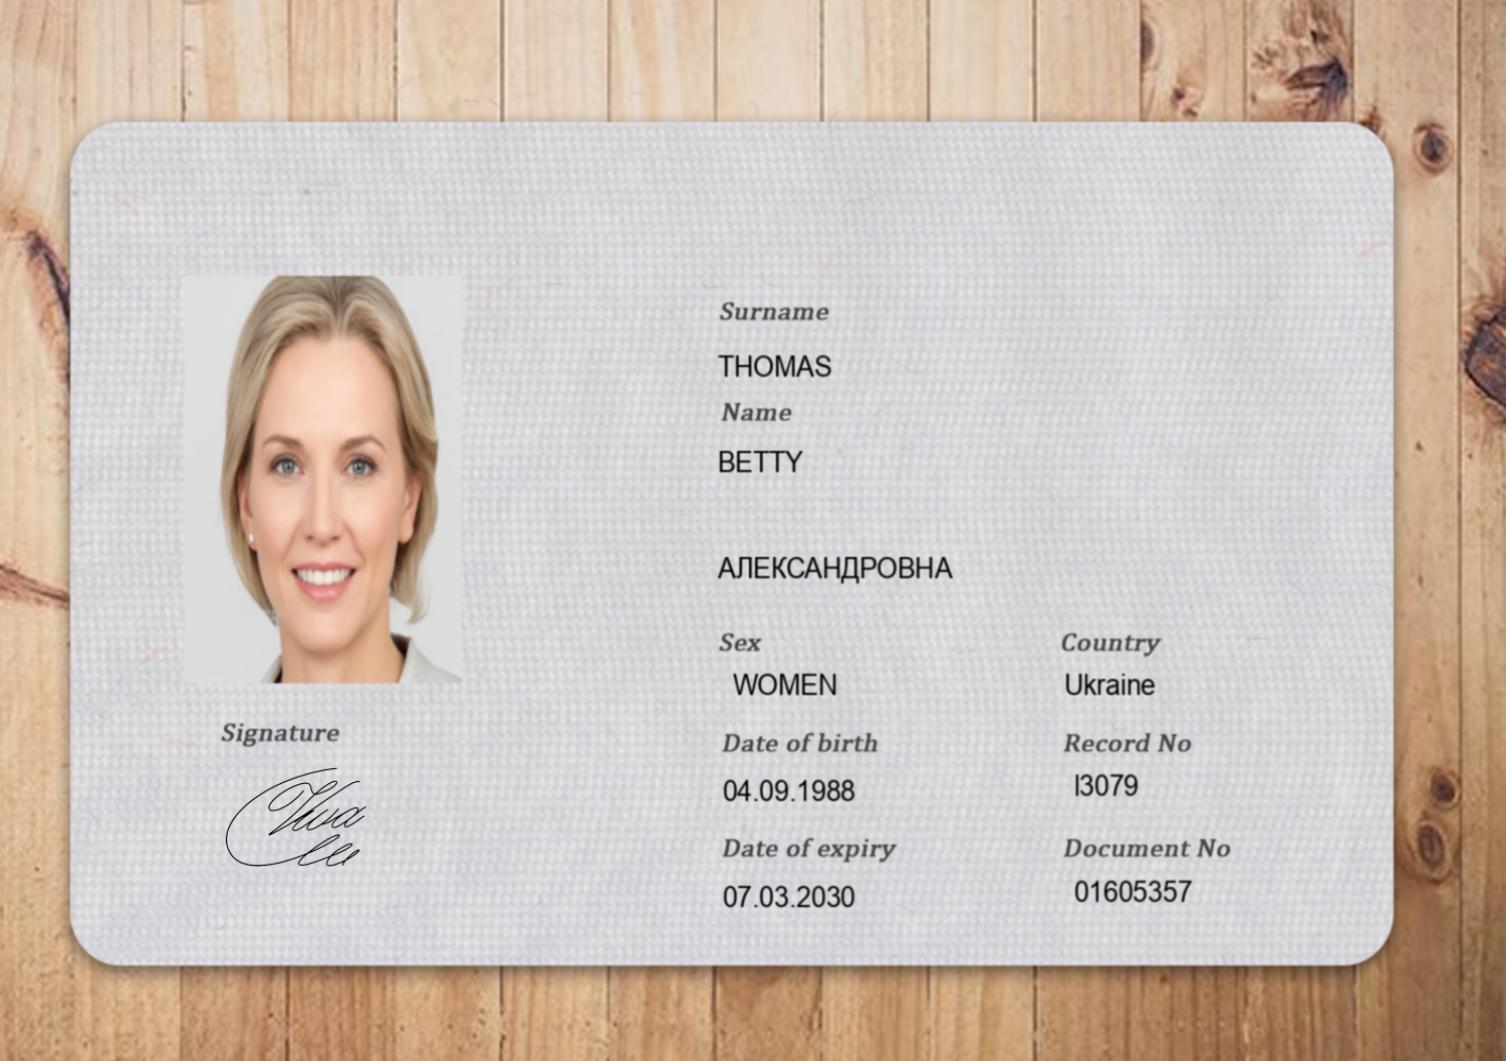 Surname
THOMAS
Name
BETTY
АЛЕКСАНДРОВНА
Sex
WOMEN
Country
Ukraine
Date of birth
04.09.1988
Record No
I3079
Date of expiry
07.03.2030
Document No
01605357
Signature